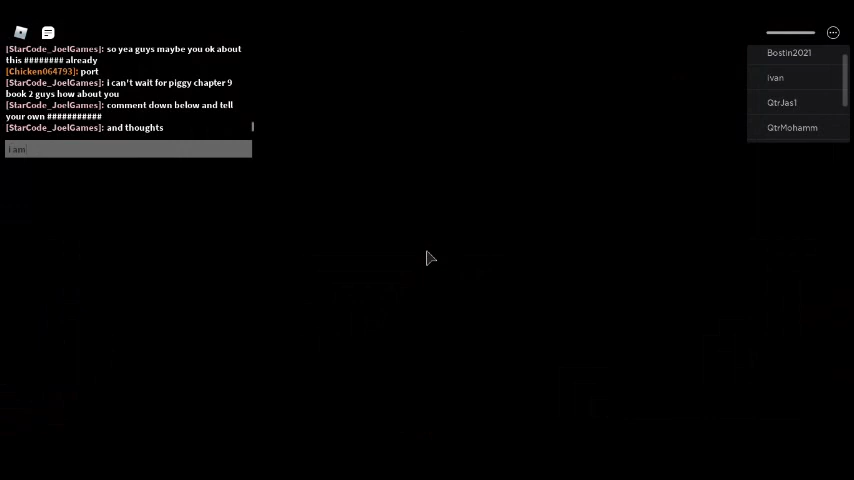 [StarCode_JoelGames]: so yea guys maybe you ok about
this ######## already
[Chicken064793]: port
[StarCode_JoelGames]: i can't wait for piggy chapter 9
book 2 guys how about you
[StarCode_JoelGames]: comment down below and tell
your own ###########
[StarCode_JoelGames]: and thoughts
i am
Bostin2021
ivan
QtrJas1
QtrMohamm